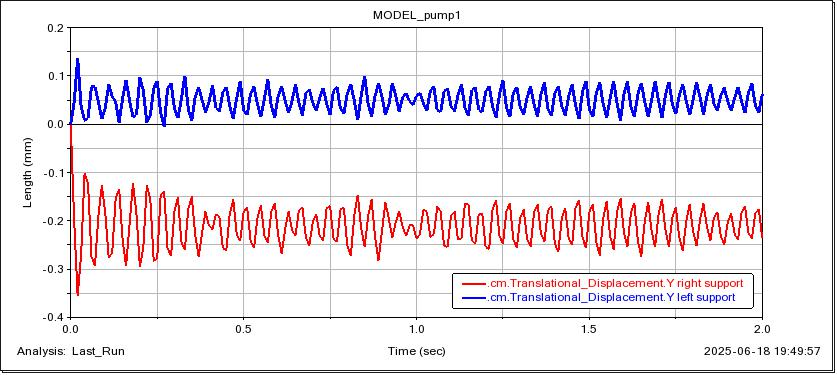 MODEL_pump1
0.2
0.1
0.0
-0.1
-0.2
-0.3
-0.4
Length (mm)
.cm.Translational_Displacement.Y right support
.cm.Translational_Displacement.Y left support
0.0 0.5 1.0 1.5 2.0
Analysis: Last_Run Time (sec) 2025-06-18 19:49:57